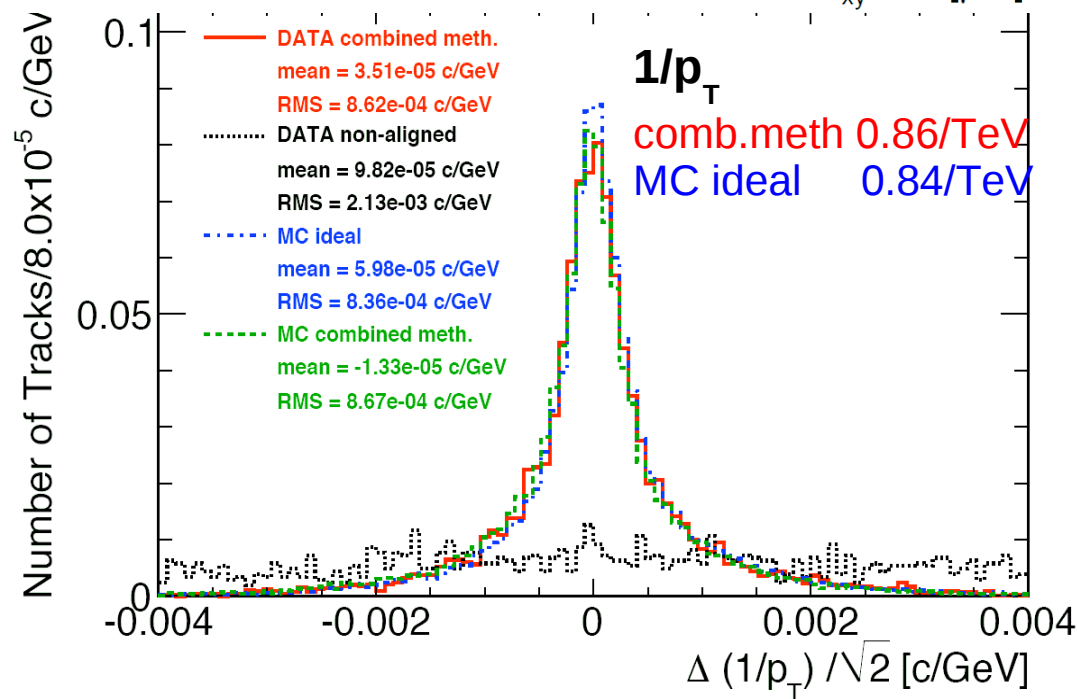 xy
0.1
DATA combined meth.
mean = 3.51e-05 c/GeV
RMS = 8.62e-04 c/GeV
DATA non-aligned
mean = 9.82e-05 c/GeV
RMS = 2.13e-03 c/GeV
MC ideal
mean = 5.98e-05 c/GeV
RMS = 8.36e-04 c/GeV
MC combined meth.
mean = -1.33e-05 c/GeV
RMS = 8.67e-04 c/GeV
1/pT
comb.meth 0.86/TeV
MC ideal 0.84/TeV
Number of Tracks/8.0x10-5 c/GeV
0.05
0
-0.004 -0.002 0 0.002 0.004
Δ (1/pT) /√2 [c/GeV]